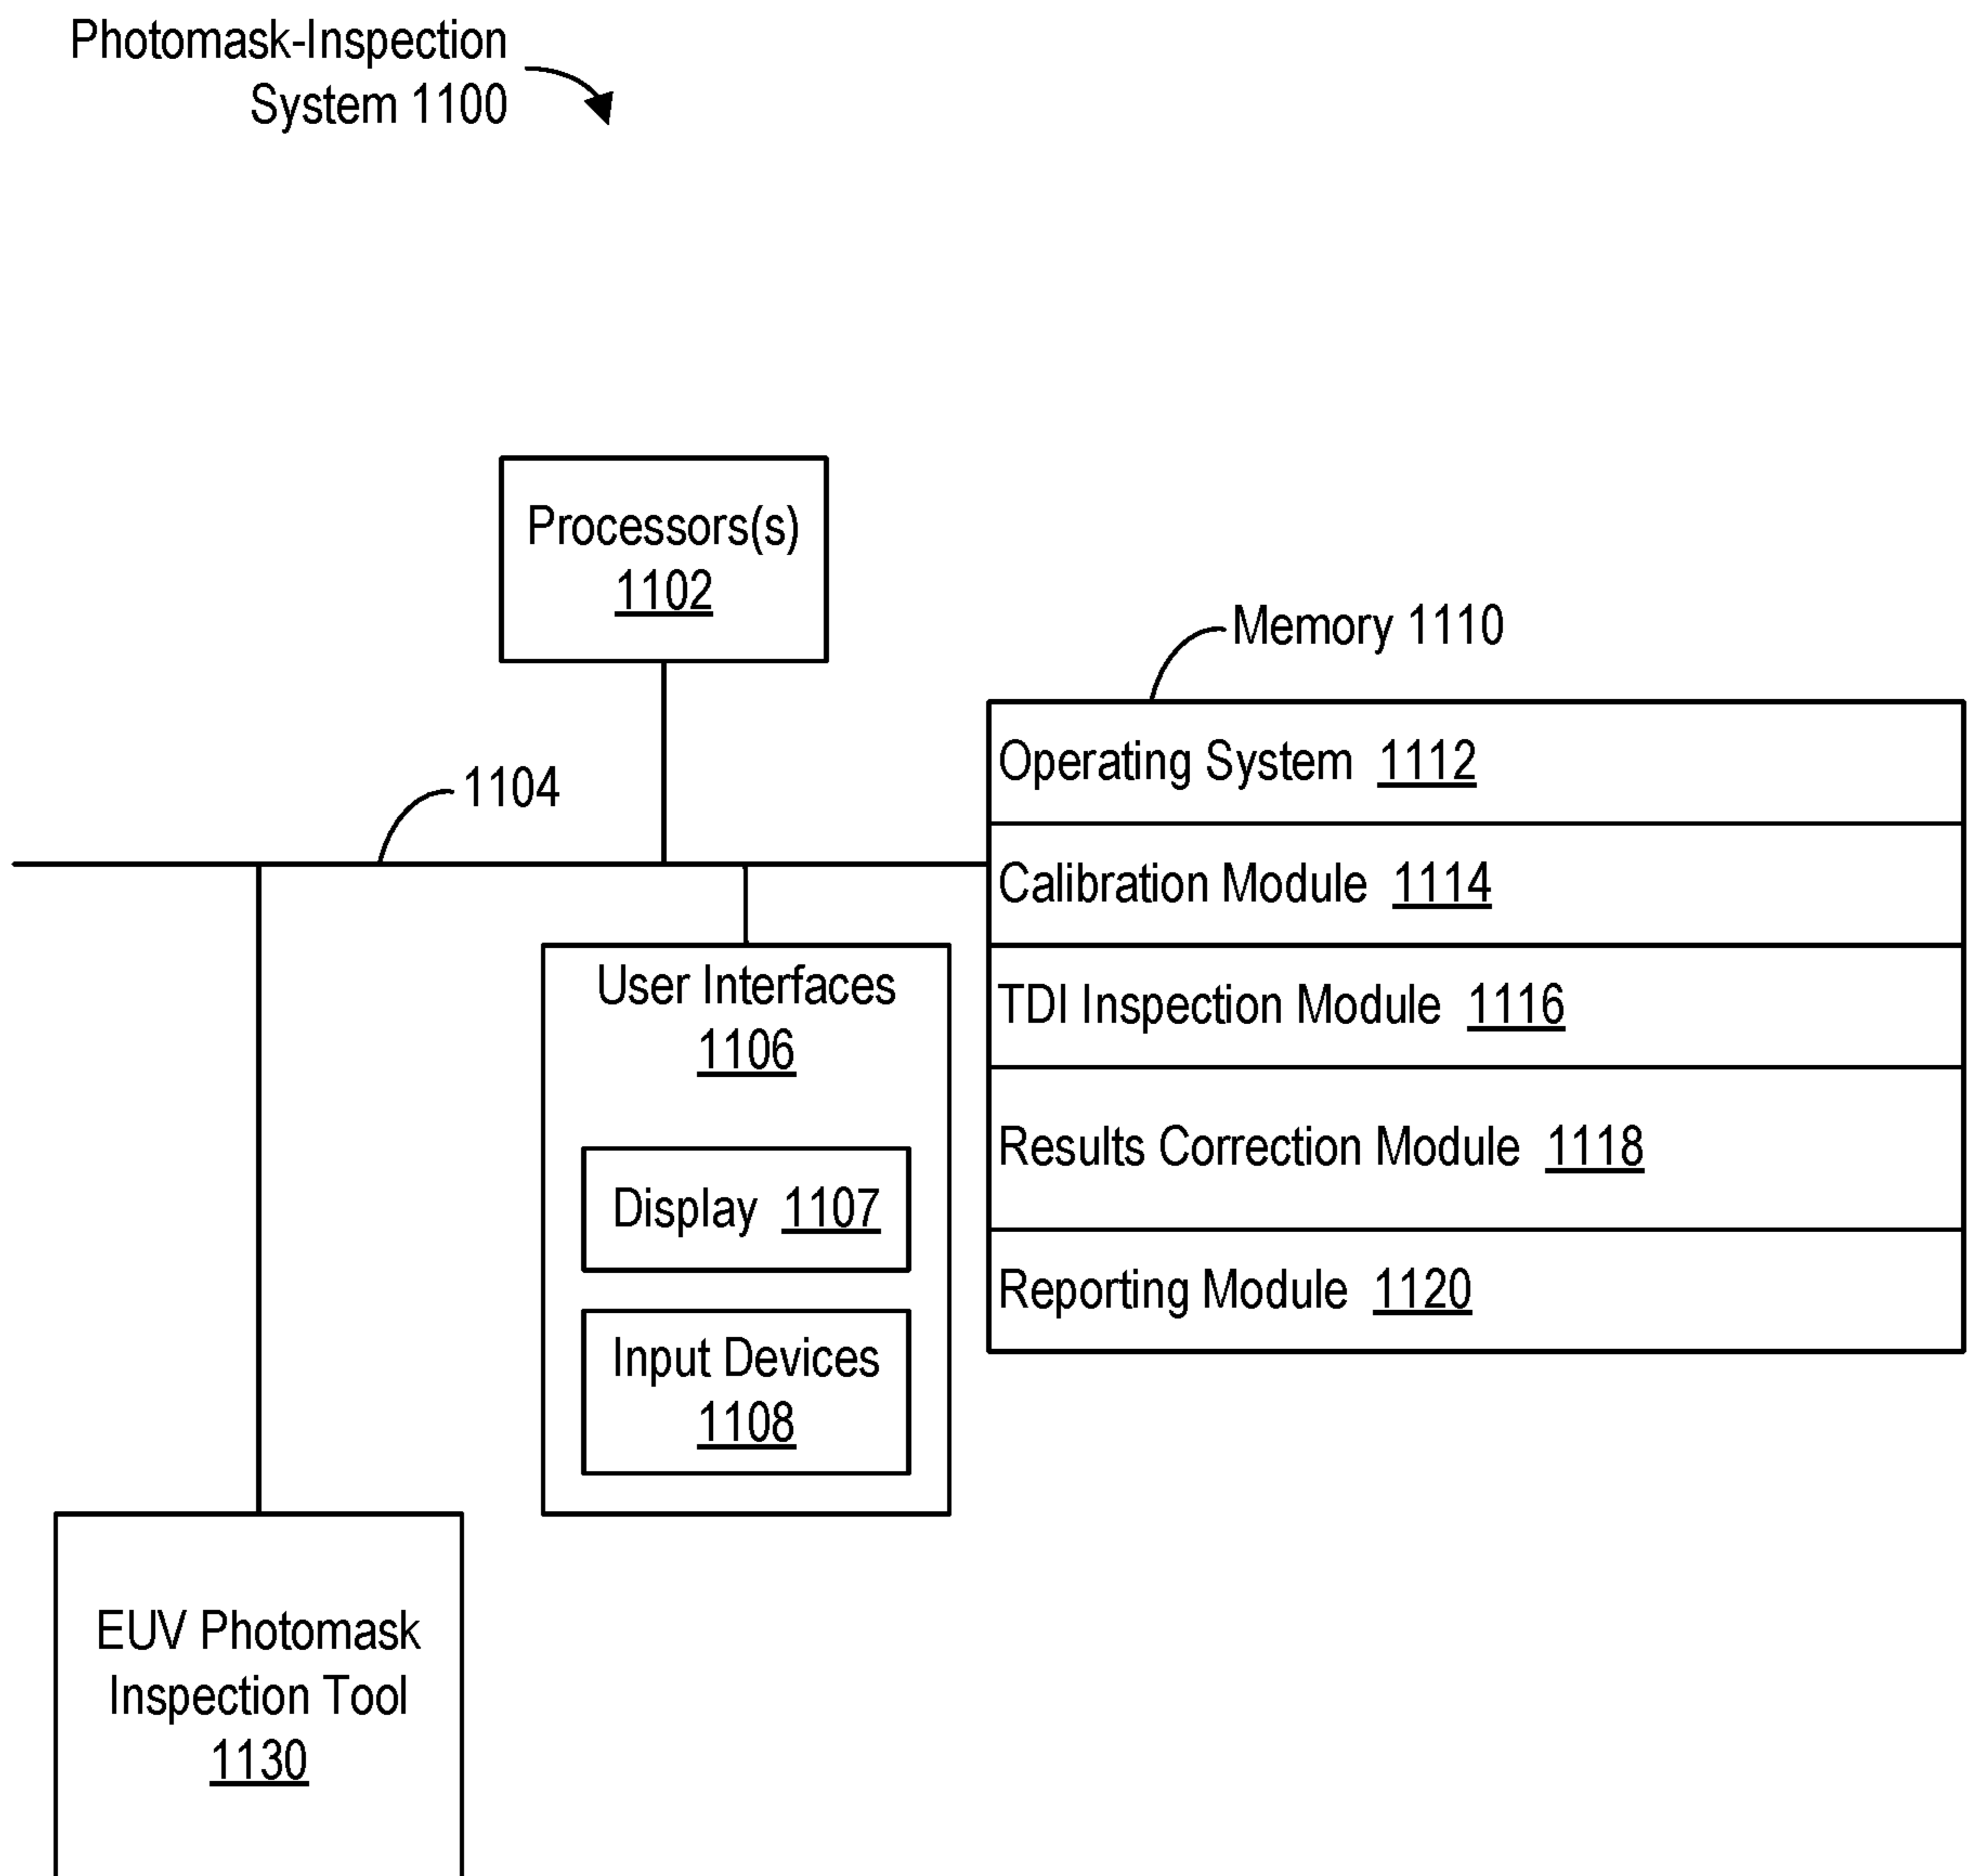 Photomask-Inspection
System 1100
Processors(s)
1102
Memory 1110
Operating System 1112
1104
Calibration Module 1114
User Interfaces
1106
TDI Inspection Module 1116
Results Correction Module 1118
Display 1107
Reporting Module 1120
Input Devices
1108
EUV Photomask
Inspection Tool
1130